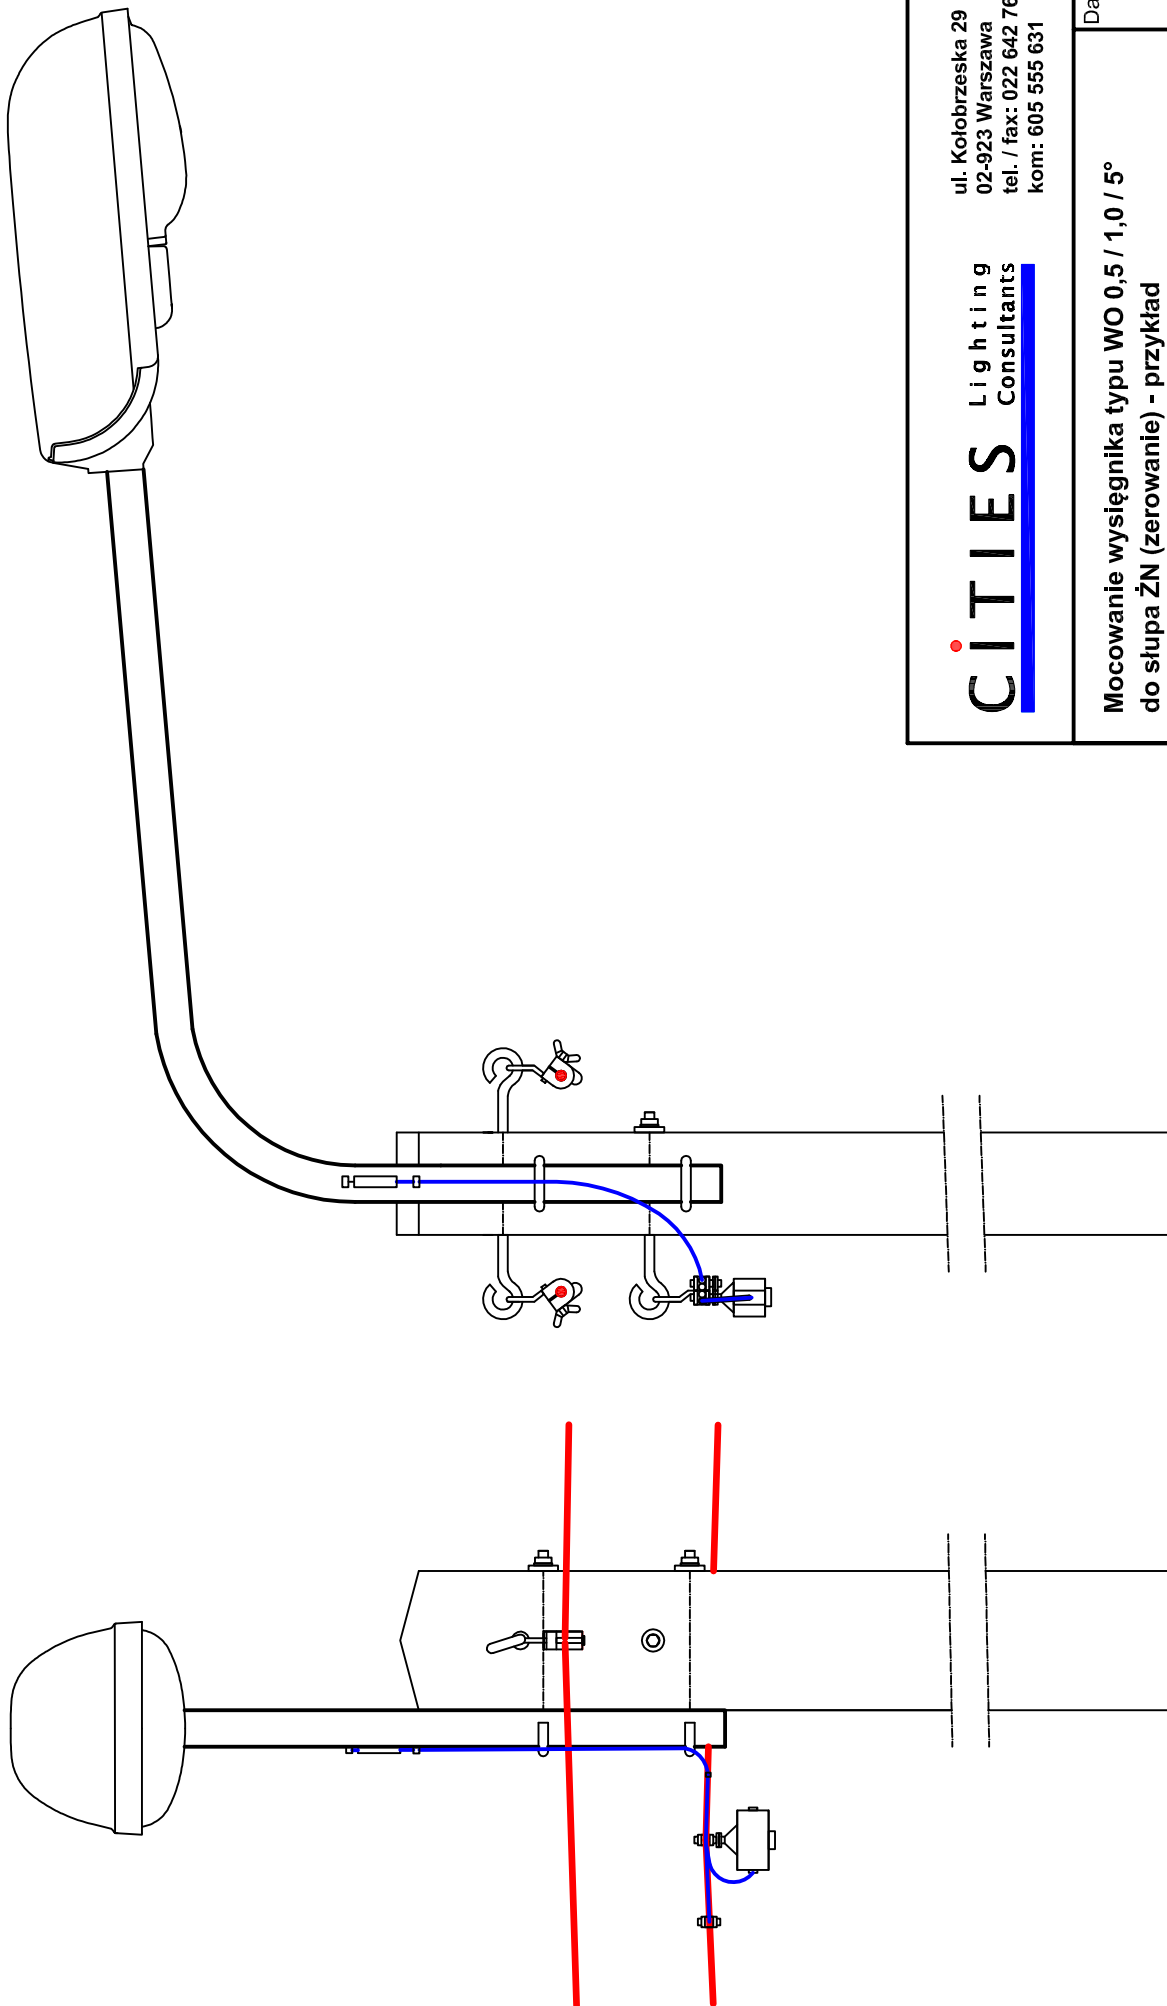 CiTIES
Lighting
Consultants
ul. Kołobrzeska 29
02-923 Warszawa
tel. / fax: 022 642 76
kom: 605 555 631
Mocowanie wysięgnika typu WO 0,5 / 1,0 / 5°
do słupa ŻN (zerowanie) - przykład
Da